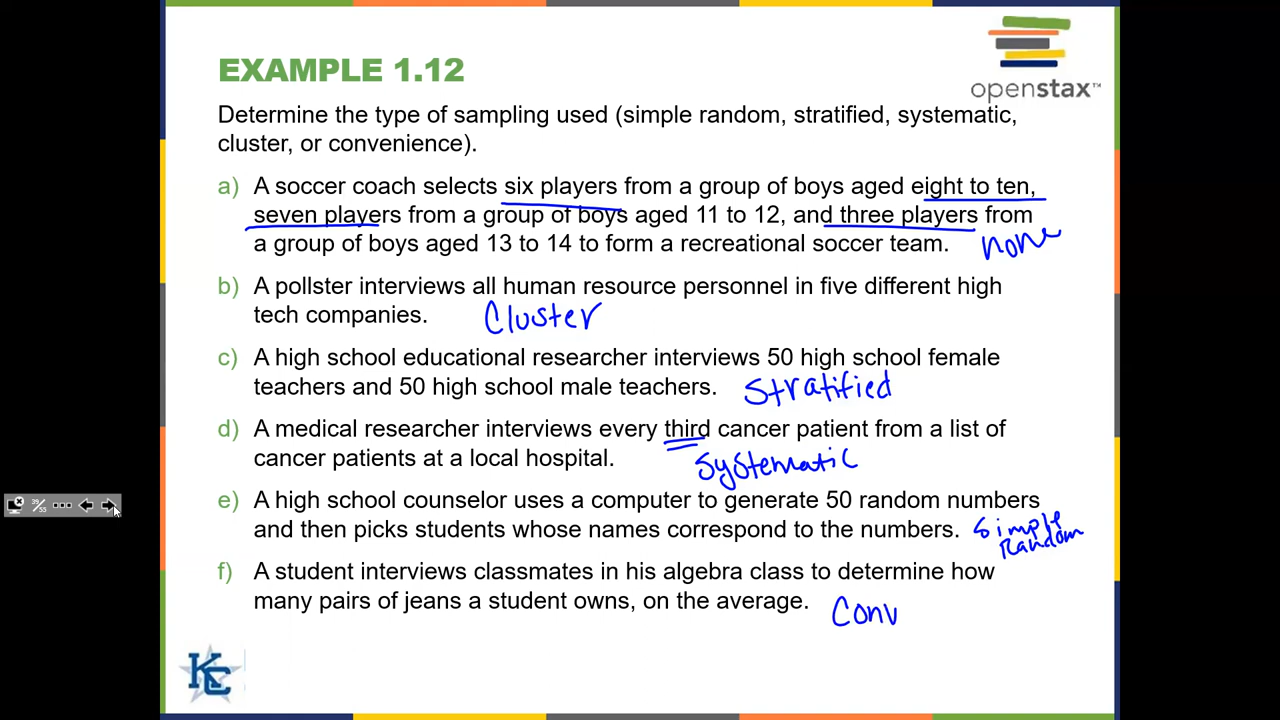 openstax™
EXAMPLE 1.12
Determine the type of sampling used (simple random, stratified, systematic,
cluster, or convenience).
a) A soccer coach selects six players from a group of boys aged eight to ten,
seven players from a group of boys aged 11 to 12, and three players from
a group of boys aged 13 to 14 to form a recreational soccer team. none
b) A pollster interviews all human resource personnel in five different high
tech companies. Cluster
c) A high school educational researcher interviews 50 high school female
teachers and 50 high school male teachers. Stratified
d) A medical researcher interviews every third cancer patient from a list of
cancer patients at a local hospital. Systematic
e) A high school counselor uses a computer to generate 50 random numbers
and then picks students whose names correspond to the numbers. Simple
Random
f) A student interviews classmates in his algebra class to determine how
many pairs of jeans a student owns, on the average. Conv
KC